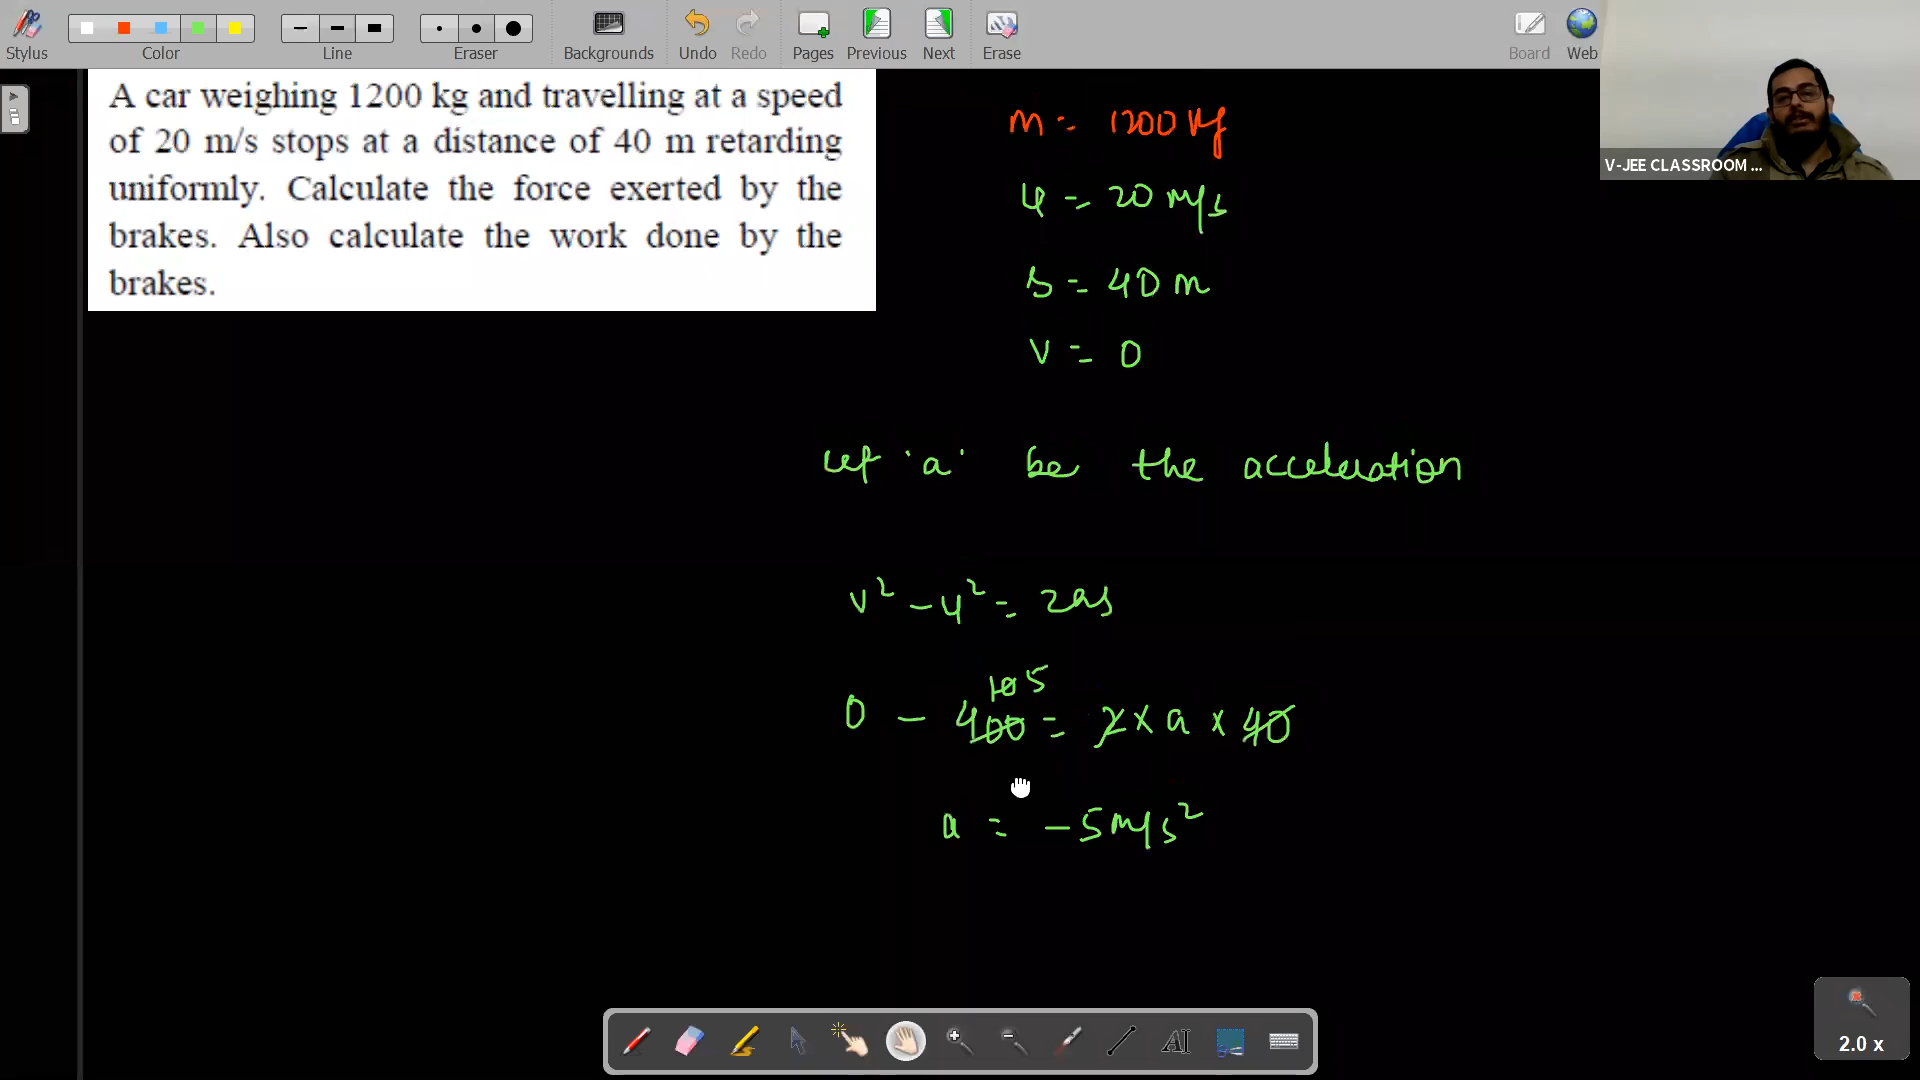 Stylus
Color
Line
Eraser
Backgrounds
Undo
Redo
Pages
Previous
Next
Erase
Board
Web
V-JEE CLASSROOM ...
A car weighing 1200 kg and travelling at a speed
of 20 m/s stops at a distance of 40 m retarding
uniformly. Calculate the force exerted by the
brakes. Also calculate the work done by the
brakes.
m = 1200 kg
u = 20 m/s
s = 40 m
v = 0
let 'a' be the acceleration
v² - u² = 2as
10 5
0 - 400 = 2 × a × 40
a = -5 m/s²
AI
2.0 x